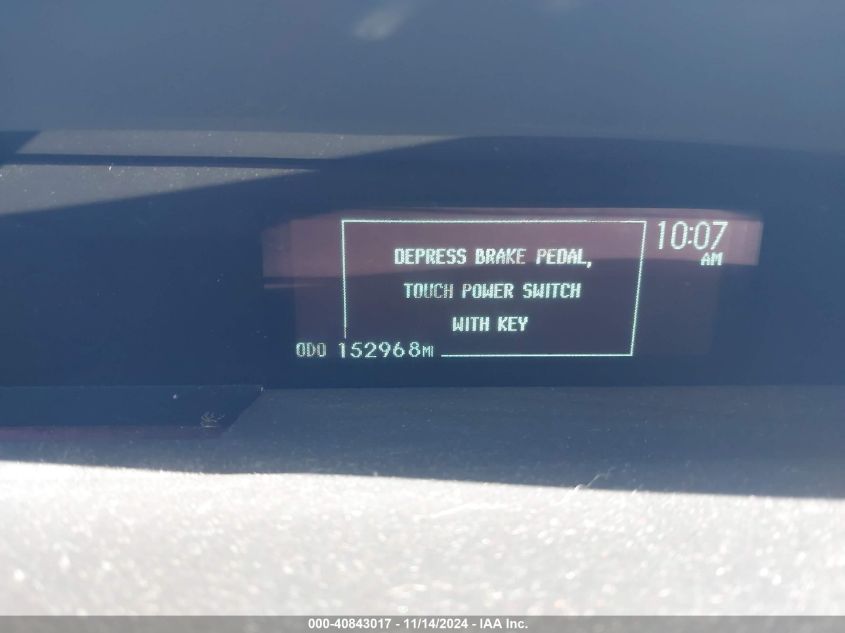 DEPRESS BRAKE PEDAL,
TOUCH POWER SWITCH
WITH KEY
10:07
AM
ODO 152968MI
000-40843017 - 11/14/2024 - IAA Inc.